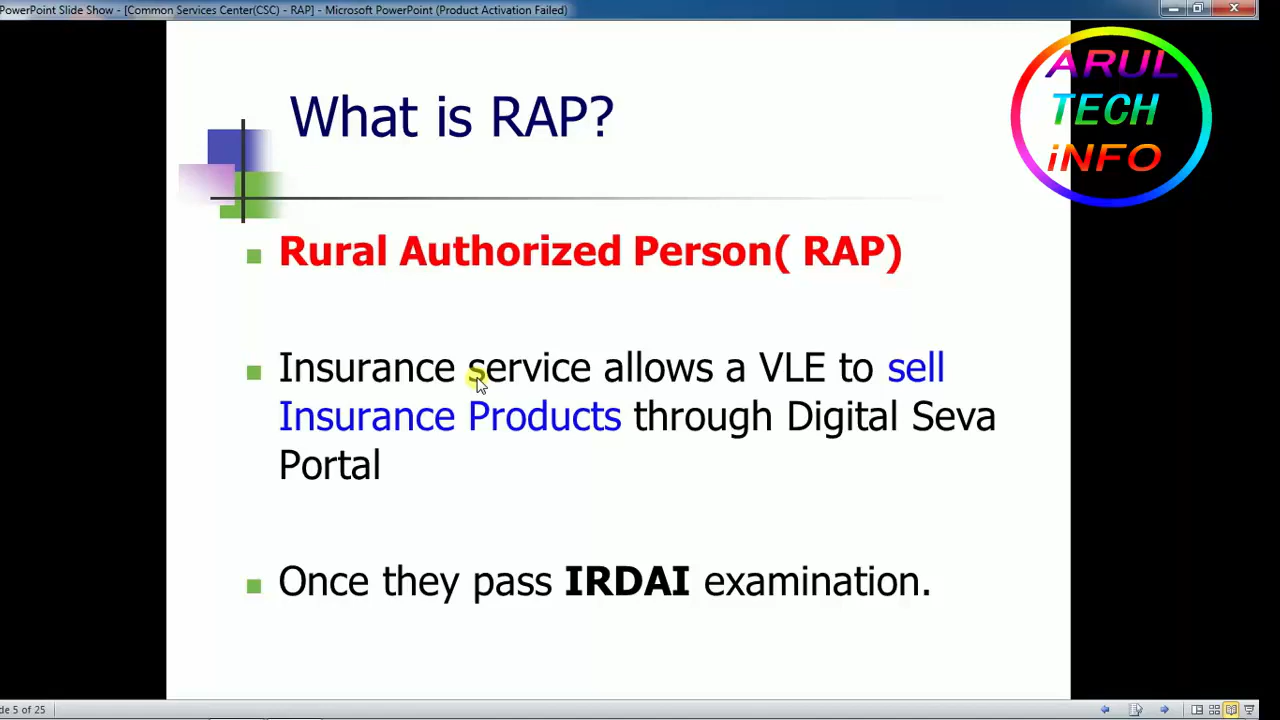 PowerPoint Slide Show - [Common Services Center(CSC) - RAP] - Microsoft PowerPoint (Product Activation Failed)
ARUL
TECH
iNFO
What is RAP?
Rural Authorized Person( RAP)
Insurance service allows a VLE to sell
Insurance Products through Digital Seva
Portal
Once they pass IRDAI examination.
de 5 of 25